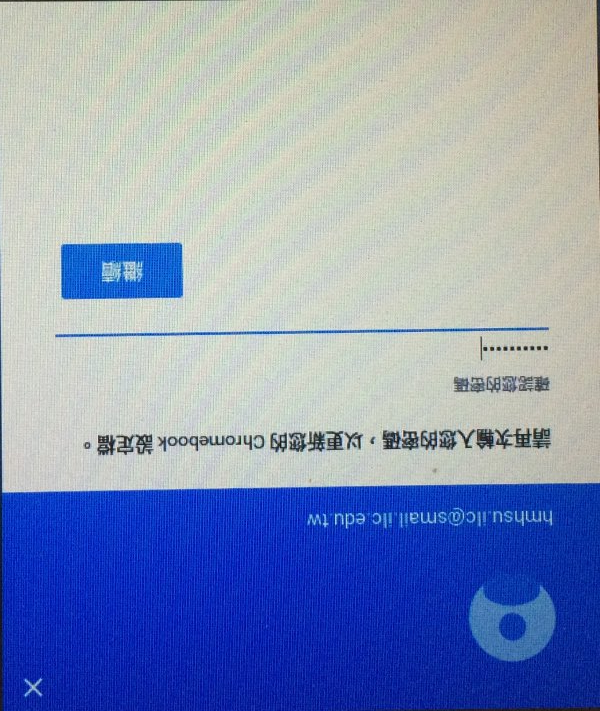 hmhsu.ilc@smail.ilc.edu.tw
請再次輸入您的密碼，以更新您的 Chromebook 設定檔。
確認您的密碼
••••••••••
繼續